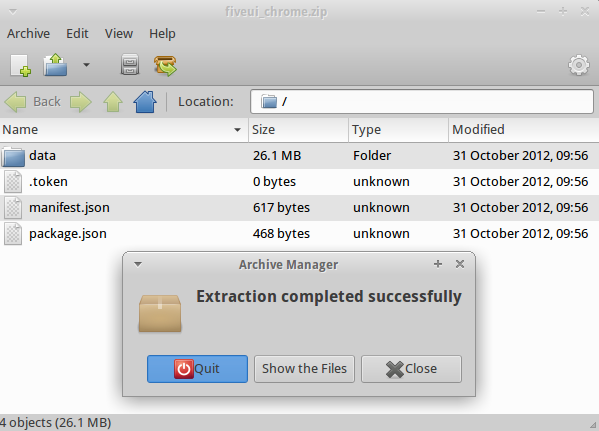 fiveui_chrome.zip
Archive Edit View Help
Back Location: /
Name Size Type Modified
data 26.1 MB Folder 31 October 2012, 09:56
.token 0 bytes unknown 31 October 2012, 09:56
manifest.json 617 bytes unknown 31 October 2012, 09:56
package.json 468 bytes unknown 31 October 2012, 09:56
Archive Manager
Extraction completed successfully
Quit Show the Files Close
4 objects (26.1 MB)